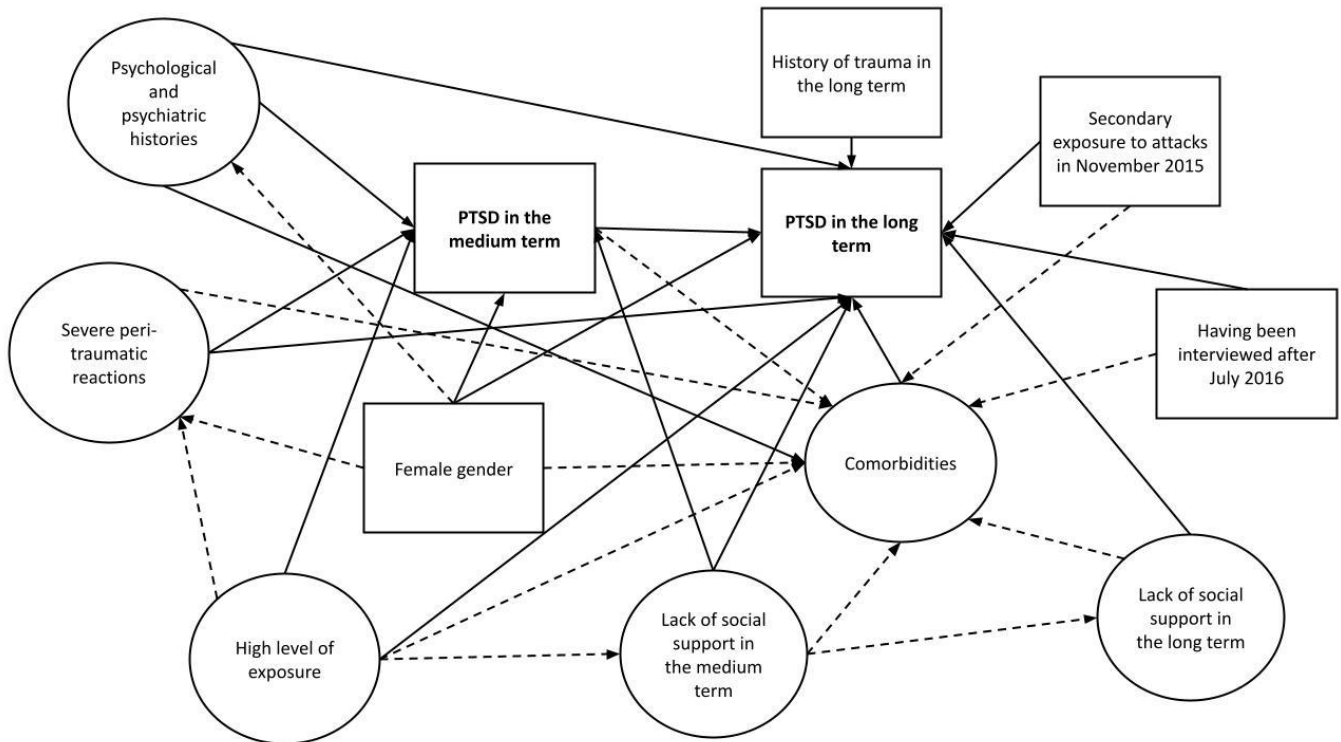 Psychological
and
psychiatric
histories
History of trauma in
the long term
Secondary
exposure to attacks
in November 2015
PTSD in the
medium term
PTSD in the long
term
Severe peri-
traumatic
reactions
Having been
interviewed after
July 2016
Female gender
Comorbidities
High level of
exposure
Lack of social
support in
the medium
term
Lack of social
support in
the long term